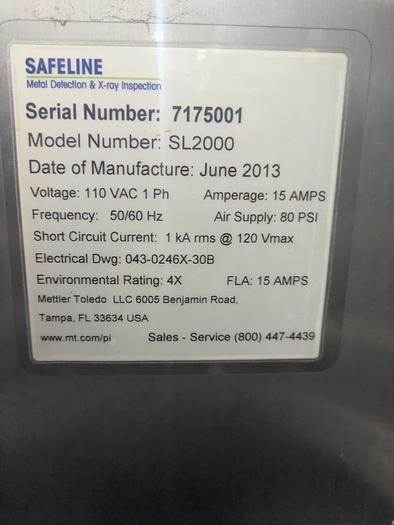 SAFELINE
Metal Detection & X-ray Inspection
Serial Number: 7175001
Model Number: SL2000
Date of Manufacture: June 2013
Voltage: 110 VAC 1 Ph Amperage: 15 AMPS
Frequency: 50/60 Hz Air Supply: 80 PSI
Short Circuit Current: 1 kA rms @ 120 Vmax
Electrical Dwg: 043-0246X-30B
Environmental Rating: 4X FLA: 15 AMPS
Mettler Toledo LLC 6005 Benjamin Road,
Tampa, FL 33634 USA
www.mt.com/pi Sales - Service (800) 447-4439